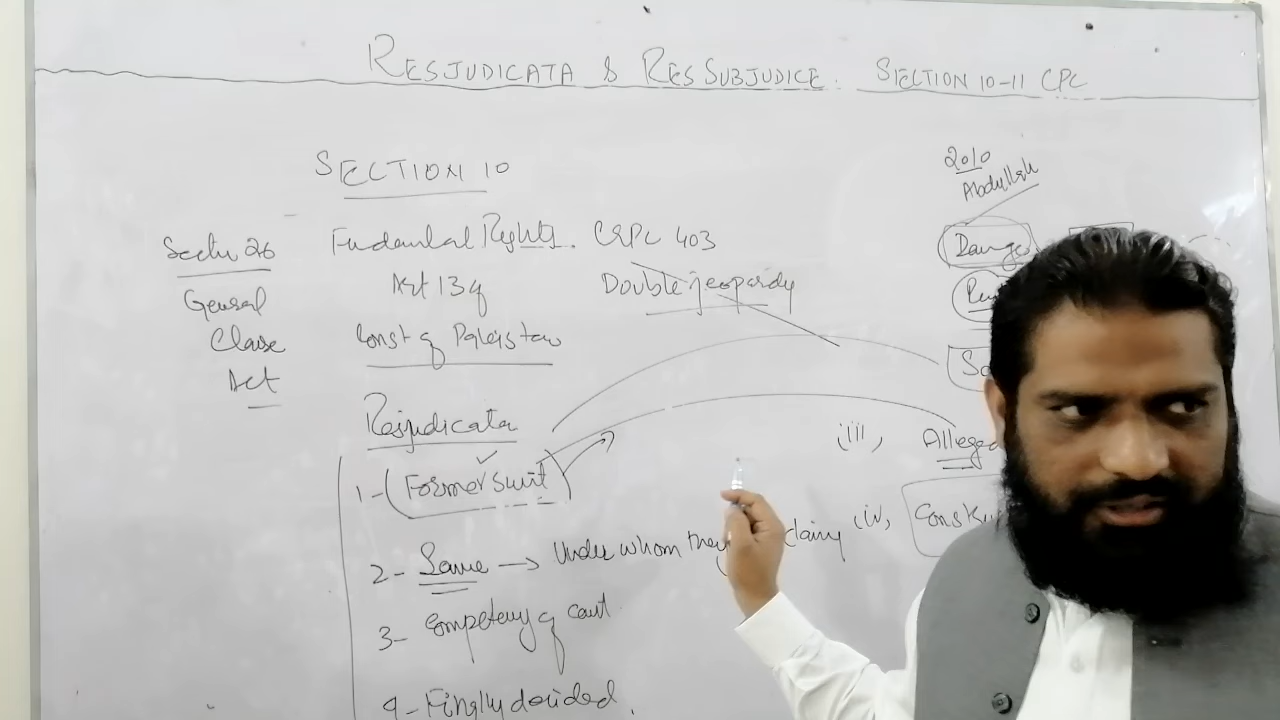 RESJUDICATA & RES SUBJUDICE. SECTION 10-11 CPC
SECTION 10
2010
Abdullah
Section 26
General
Clause
Act
Fundamental Rights. CRPC 403
Art 13 of
Double jeopardy
Const of Pakistan
Resjudicata
1- (Former suit)
2- Same → Under whom they claim
3- Competency of court
4- Finally decided.
(iii)
Alleged
(iv)